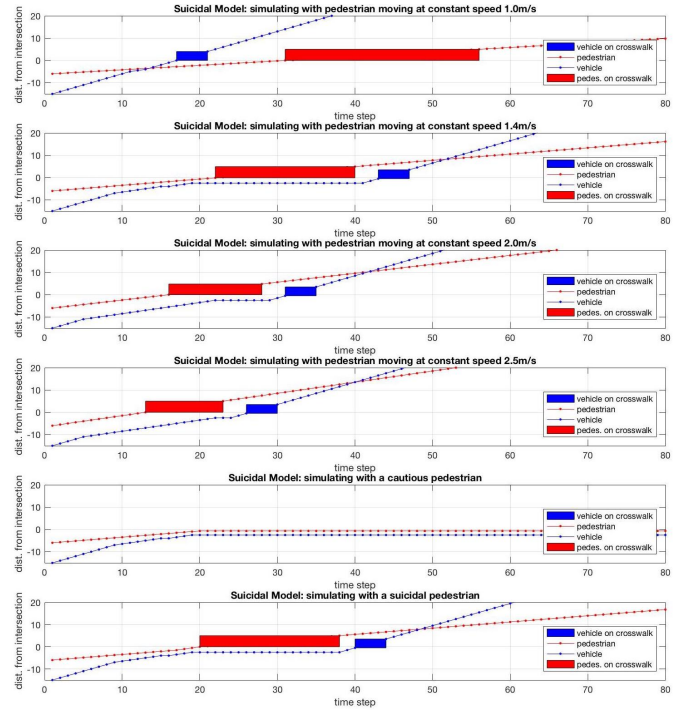 Suicidal Model: simulating with pedestrian moving at constant speed 1.0m/s
dist. from intersection
20
10
0
-10
0 10 20 30 40 50 60 70 80
time step
vehicle on crosswalk
pedestrian
vehicle
pedes. on crosswalk
Suicidal Model: simulating with pedestrian moving at constant speed 1.4m/s
dist. from intersection
20
10
0
-10
0 10 20 30 40 50 60 70 80
time step
vehicle on crosswalk
pedestrian
vehicle
pedes. on crosswalk
Suicidal Model: simulating with pedestrian moving at constant speed 2.0m/s
dist. from intersection
20
10
0
-10
0 10 20 30 40 50 60 70 80
time step
vehicle on crosswalk
pedestrian
vehicle
pedes. on crosswalk
Suicidal Model: simulating with pedestrian moving at constant speed 2.5m/s
dist. from intersection
20
10
0
-10
0 10 20 30 40 50 60 70 80
time step
vehicle on crosswalk
pedestrian
vehicle
pedes. on crosswalk
Suicidal Model: simulating with a cautious pedestrian
dist. from intersection
20
10
0
-10
0 10 20 30 40 50 60 70 80
time step
vehicle on crosswalk
pedestrian
vehicle
pedes. on crosswalk
Suicidal Model: simulating with a suicidal pedestrian
dist. from intersection
20
10
0
-10
0 10 20 30 40 50 60 70 80
time step
vehicle on crosswalk
pedestrian
vehicle
pedes. on crosswalk